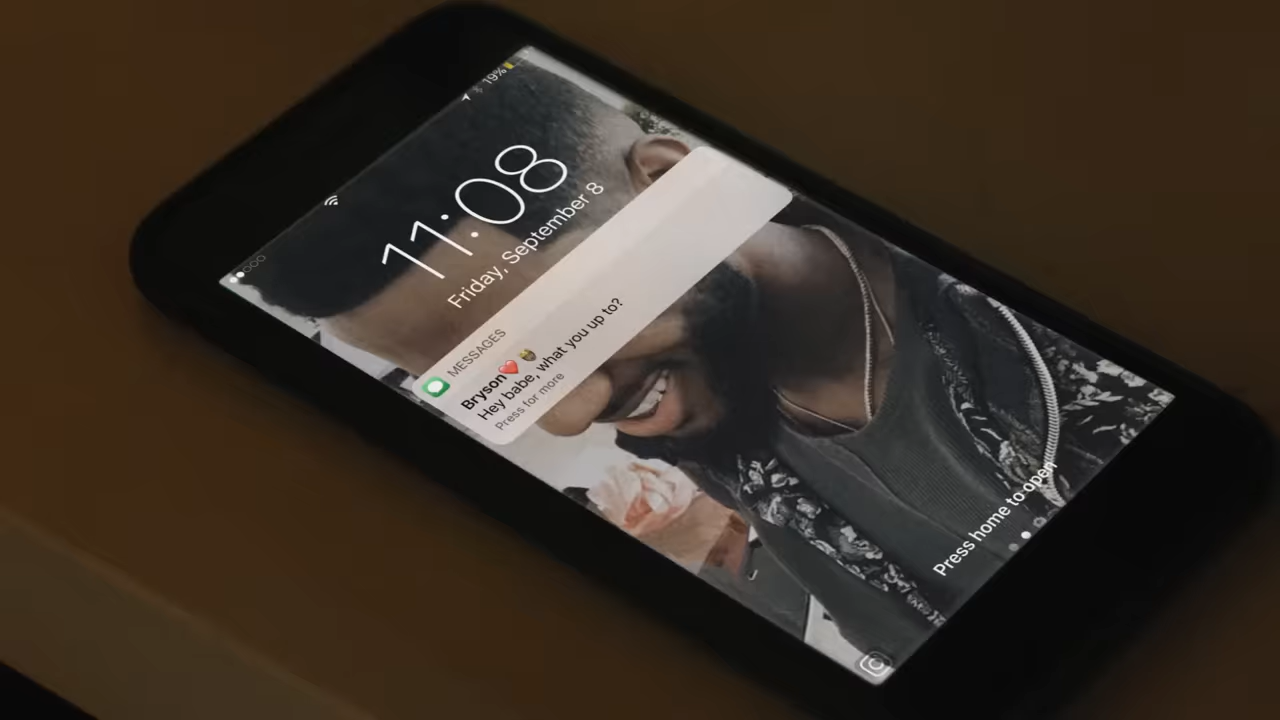 19%
11:08
Friday, September 8
MESSAGES
Bryson❤️
Hey babe, what you up to?
Press for more
Press home to open